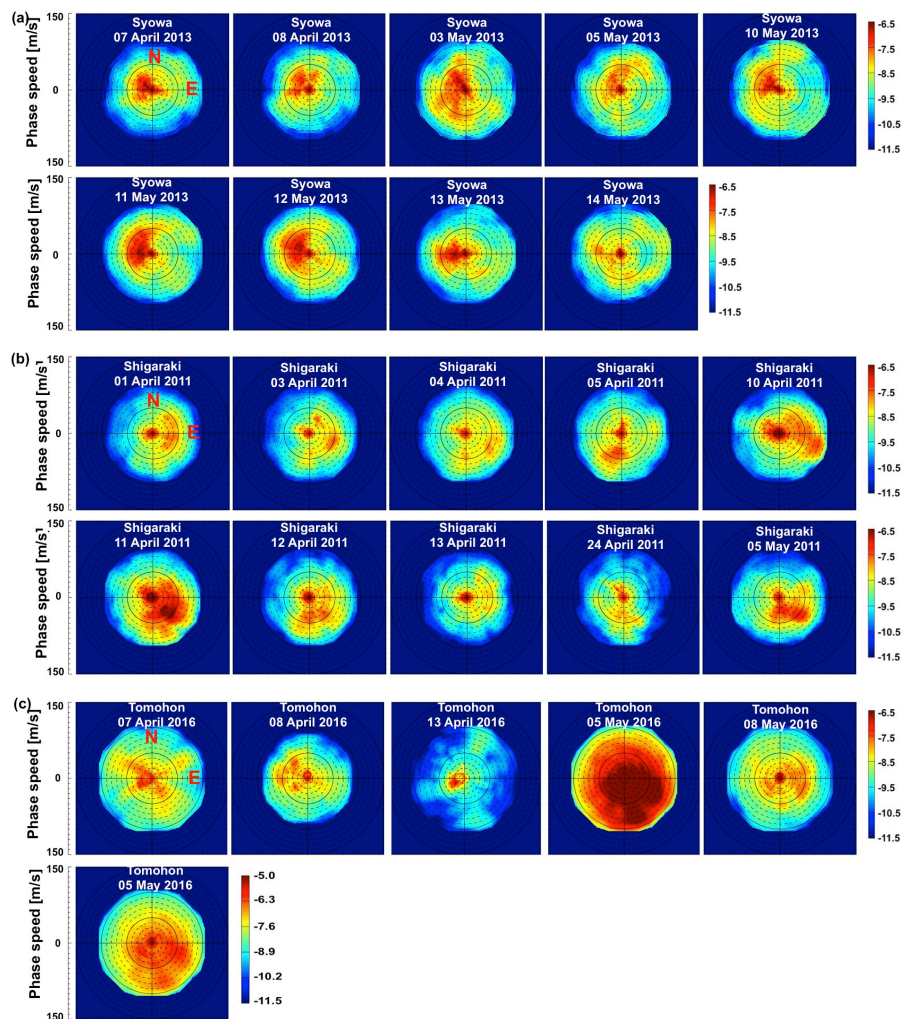 (a)
Syowa
07 April 2013
Syowa
08 April 2013
Syowa
03 May 2013
Syowa
05 May 2013
Syowa
10 May 2013
Phase speed [m/s]
150
0
150
N
E
-6.5
-7.5
-8.5
-9.5
-10.5
-11.5
Syowa
11 May 2013
Syowa
12 May 2013
Syowa
13 May 2013
Syowa
14 May 2013
Phase speed [m/s]
150
0
150
-6.5
-7.5
-8.5
-9.5
-10.5
-11.5
(b)
Shigaraki
01 April 2011
Shigaraki
03 April 2011
Shigaraki
04 April 2011
Shigaraki
05 April 2011
Shigaraki
10 April 2011
Phase speed [m/s]
150
0
150
N
E
-6.5
-7.5
-8.5
-9.5
-10.5
-11.5
Shigaraki
11 April 2011
Shigaraki
12 April 2011
Shigaraki
13 April 2011
Shigaraki
24 April 2011
Shigaraki
05 May 2011
Phase speed [m/s]
150
0
150
-6.5
-7.5
-8.5
-9.5
-10.5
-11.5
(c)
Tomohon
07 April 2016
Tomohon
08 April 2016
Tomohon
13 April 2016
Tomohon
05 May 2016
Tomohon
08 May 2016
Phase speed [m/s]
150
0
150
N
E
-6.5
-7.5
-8.5
-9.5
-10.5
-11.5
Tomohon
05 May 2016
Phase speed [m/s]
150
0
150
-5.0
-6.3
-7.6
-8.9
-10.2
-11.5